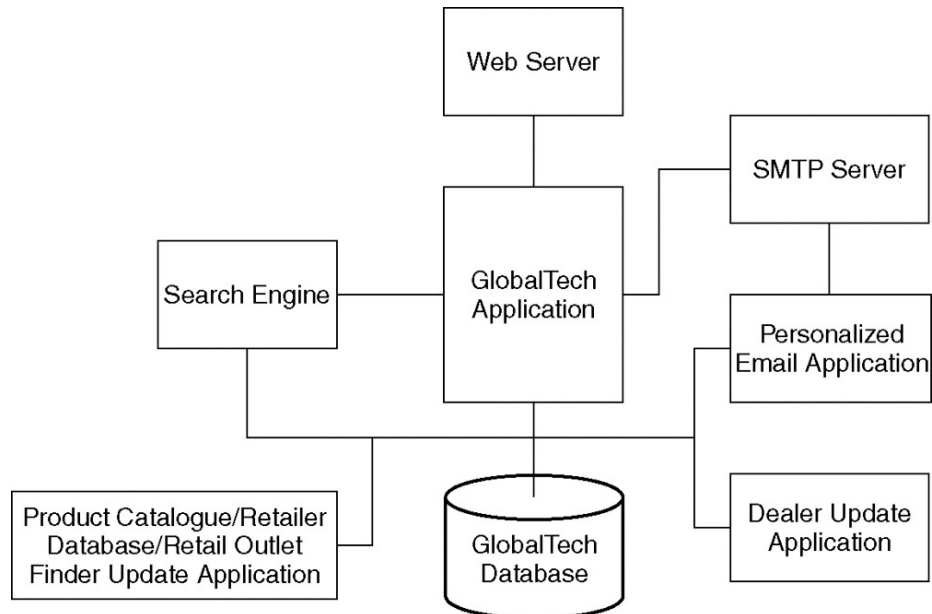 Web Server
SMTP Server
GlobalTech
Application
Search Engine
Personalized
Email Application
Product Catalogue/Retailer
Database/Retail Outlet
Finder Update Application
GlobalTech
Database
Dealer Update
Application